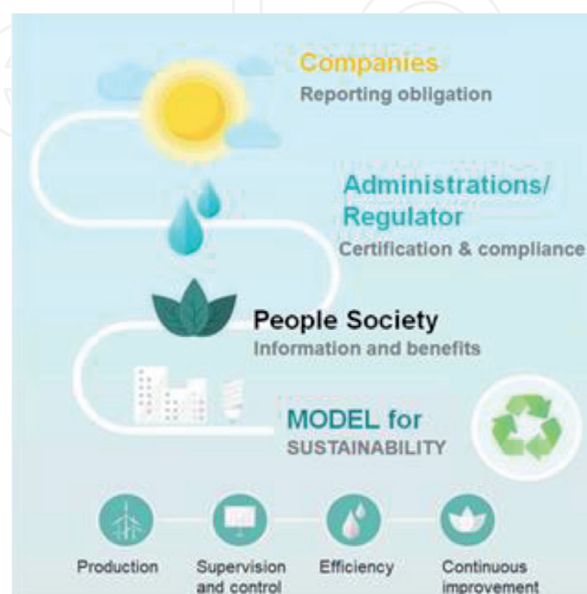 Companies
Reporting obligation
Administrations/
Regulator
Certification & compliance
People Society
Information and benefits
MODEL for
SUSTAINABILITY
Production
Supervision
and control
Efficiency
Continuous
improvement